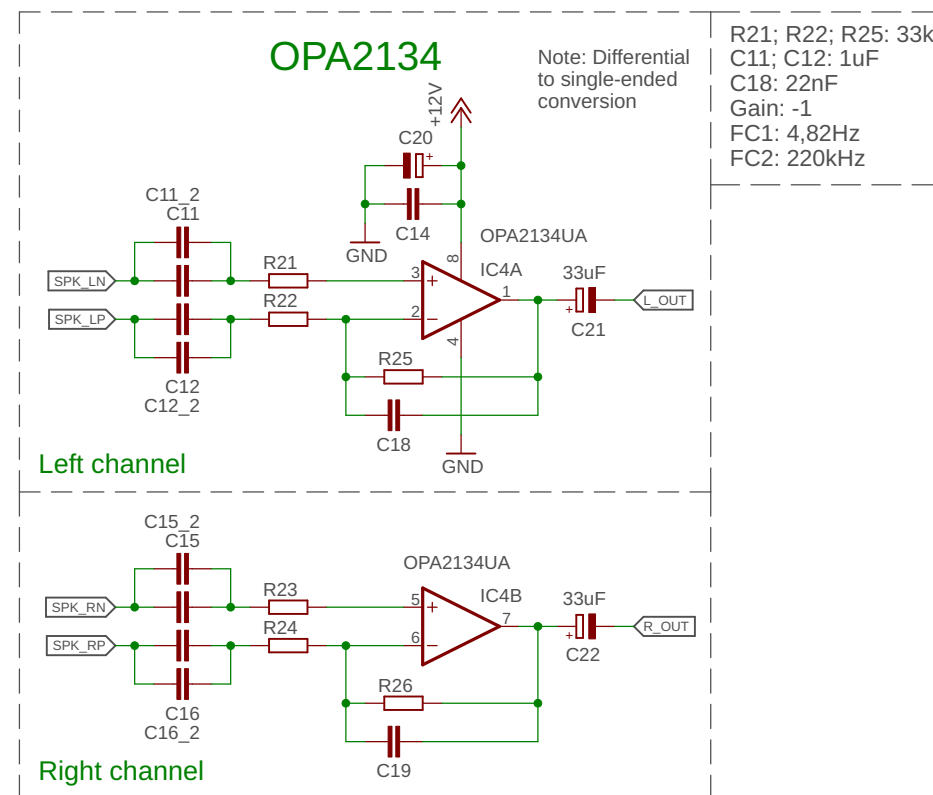 OPA2134
Note: Differential
to single-ended
conversion
R21; R22; R25: 33k
C11; C12: 1uF
C18: 22nF
Gain: -1
FC1: 4,82Hz
FC2: 220kHz
+12V
C20
+
C14
GND
C11_2
C11
SPK_LN
R21
SPK_LP
R22
C12
C12_2
OPA2134UA
IC4A
8
3
+
2
−
1
4
33uF
+
C21
L_OUT
R25
C18
GND
Left channel
C15_2
C15
SPK_RN
R23
SPK_RP
R24
C16
C16_2
OPA2134UA
IC4B
5
+
6
−
7
33uF
+
C22
R_OUT
R26
C19
Right channel